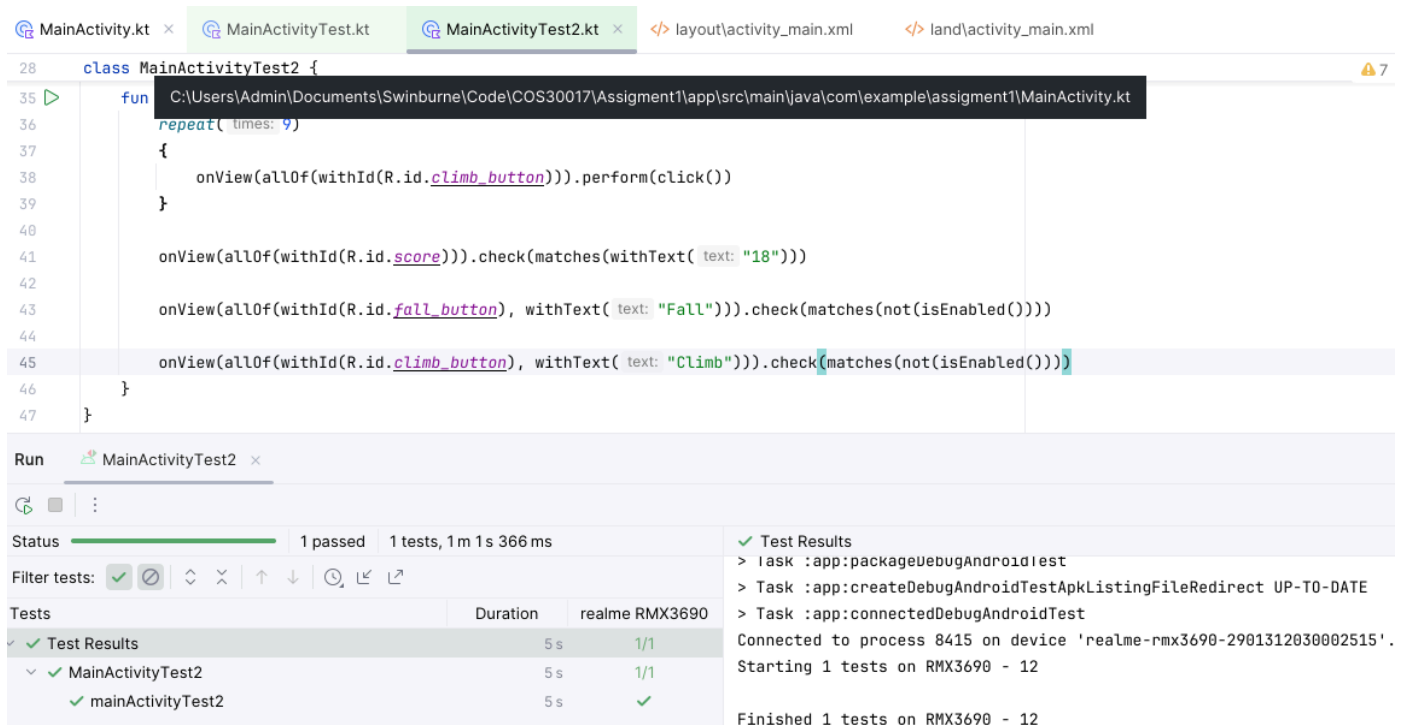 MainActivity.kt × MainActivityTest.kt MainActivityTest2.kt × </> layout\activity_main.xml </> land\activity_main.xml
28 class MainActivityTest2 { 7
C:\Users\Admin\Documents\Swinburne\Code\COS30017\Assigment1\app\src\main\java\com\example\assigment1\MainActivity.kt
35 fun
36 repeat( times: 9)
37 {
38 onView(allOf(withId(R.id.climb_button))).perform(click())
39 }
40
41 onView(allOf(withId(R.id.score))).check(matches(withText( text: "18")))
42
43 onView(allOf(withId(R.id.fall_button), withText( text: "Fall"))).check(matches(not(isEnabled())))
44
45 onView(allOf(withId(R.id.climb_button), withText( text: "Climb"))).check(matches(not(isEnabled())))
46 }
47 }
Run MainActivityTest2 ×
Status 1 passed 1 tests, 1 m 1 s 366 ms
Filter tests:
Tests Duration realme RMX3690
Test Results 5 s 1/1
MainActivityTest2 5 s 1/1
mainActivityTest2 5 s
Test Results
> Task :app:packageDebugAndroidTest
> Task :app:createDebugAndroidTestApkListingFileRedirect UP-TO-DATE
> Task :app:connectedDebugAndroidTest
Connected to process 8415 on device 'realme-rmx3690-2901312030002515'.
Starting 1 tests on RMX3690 - 12
Finished 1 tests on RMX3690 - 12